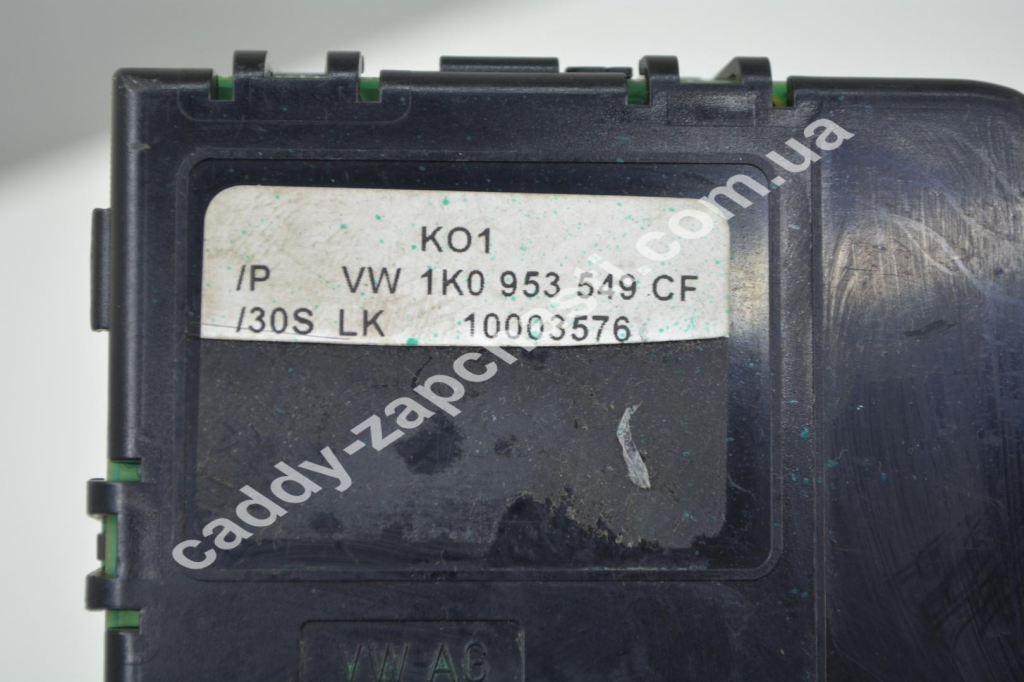 KO1
/P VW 1K0 953 549 CF
/30S LK 10003576
caddy-zapchasti.com.ua
VW AG